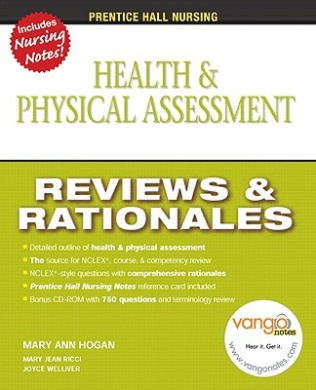 PRENTICE HALL NURSING
Includes
Nursing
Notes!
HEALTH &
PHYSICAL ASSESSMENT
REVIEWS &
RATIONALES
Detailed outline of health & physical assessment
The source for NCLEX®, course, & competency review
NCLEX®-style questions with comprehensive rationales
Prentice Hall Nursing Notes reference card included
Bonus CD-ROM with 750 questions and terminology review
MARY ANN HOGAN
MARY JEAN RICCI
JOYCE WELLIVER
vango
notes
Hear it. Get it.
www.vangonotes.com